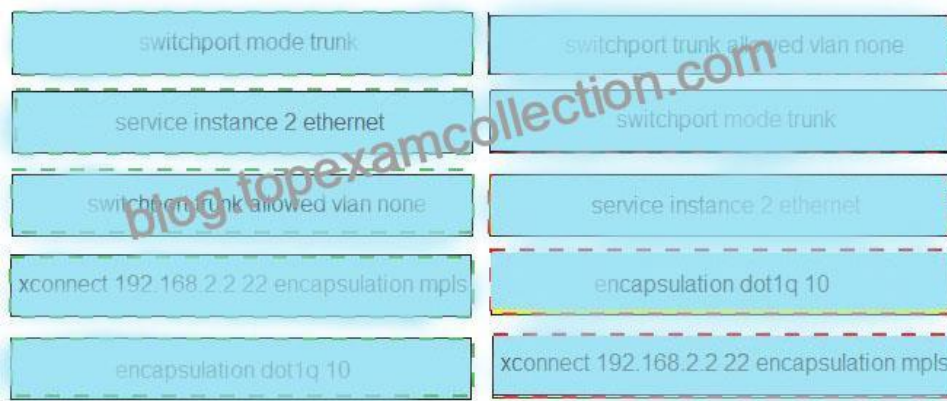 switchport mode trunk
service instance 2 ethernet
switchport trunk allowed vlan none
xconnect 192.168.2.2 22 encapsulation mpls
encapsulation dot1q 10
switchport trunk allowed vlan none
switchport mode trunk
service instance 2 ethernet
encapsulation dot1q 10
xconnect 192.168.2.2 22 encapsulation mpls
blog.topexamcollection.com